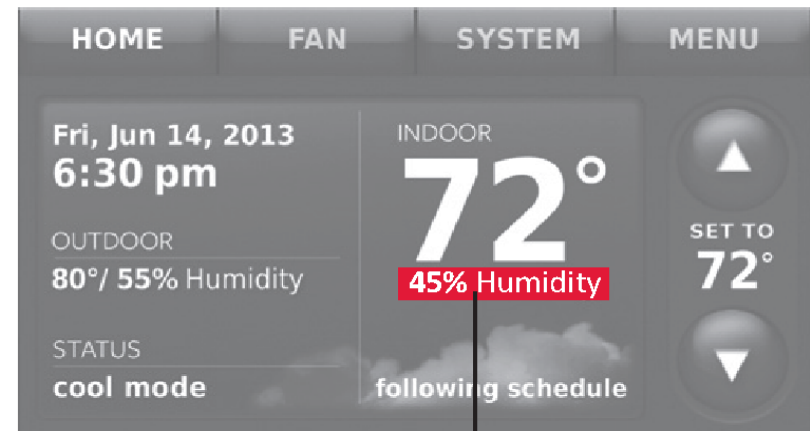 HOME FAN SYSTEM MENU
Fri, Jun 14, 2013
6:30 pm
OUTDOOR
80°/ 55% Humidity
STATUS
cool mode
INDOOR
72°
45% Humidity
following schedule
SET TO
72°